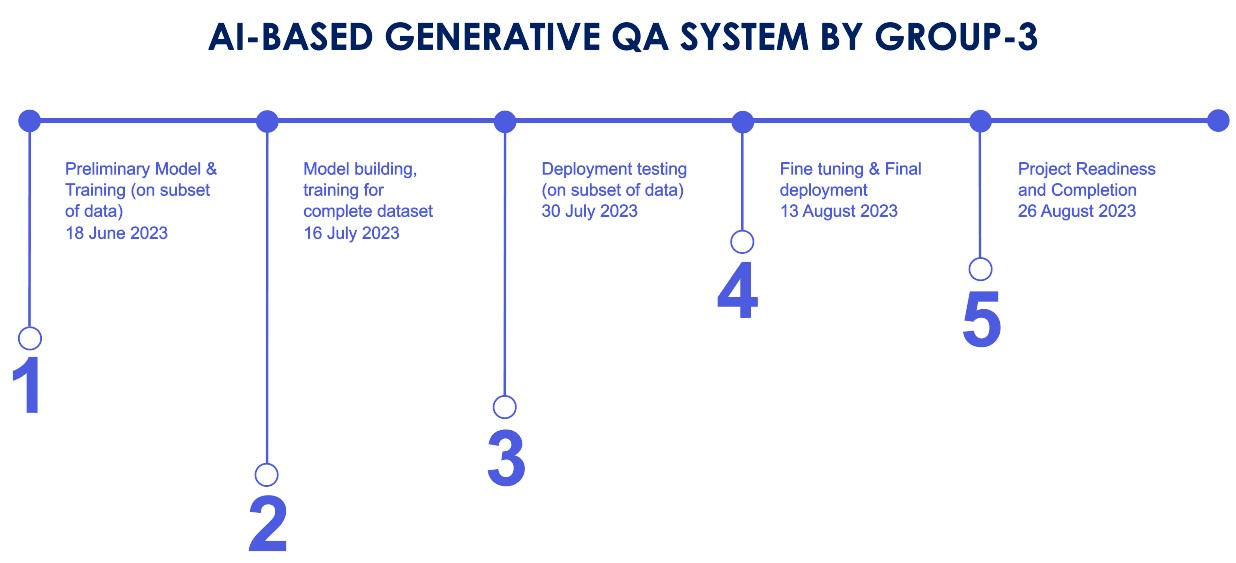 AI-BASED GENERATIVE QA SYSTEM BY GROUP-3
Preliminary Model &
Training (on subset
of data)
18 June 2023
1
Model building,
training for
complete dataset
16 July 2023
2
Deployment testing
(on subset of data)
30 July 2023
3
Fine tuning & Final
deployment
13 August 2023
4
Project Readiness
and Completion
26 August 2023
5